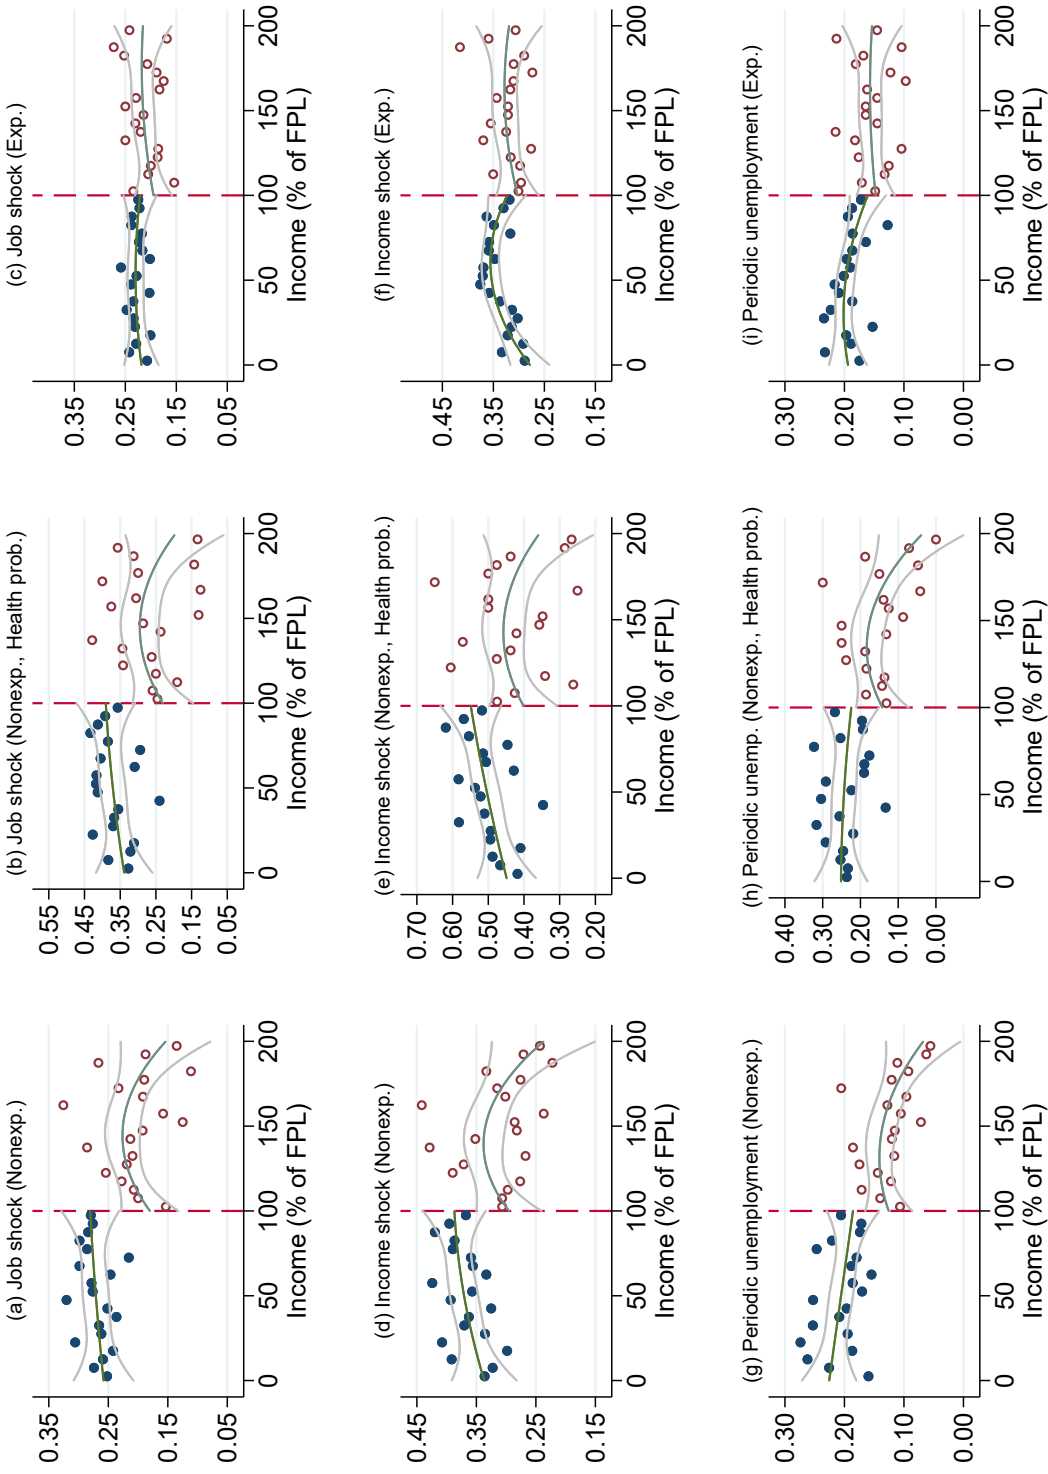 (a) Job shock (Nonexp.)
0.35
0.25
0.15
0.05
0 50 100 150 200
Income (% of FPL)
(b) Job shock (Nonexp., Health prob.)
0.55
0.45
0.35
0.25
0.15
0.05
0 50 100 150 200
Income (% of FPL)
(c) Job shock (Exp.)
0.35
0.25
0.15
0.05
0 50 100 150 200
Income (% of FPL)
(d) Income shock (Nonexp.)
0.45
0.35
0.25
0.15
0 50 100 150 200
Income (% of FPL)
(e) Income shock (Nonexp., Health prob.)
0.70
0.60
0.50
0.40
0.30
0.20
0 50 100 150 200
Income (% of FPL)
(f) Income shock (Exp.)
0.45
0.35
0.25
0.15
0 50 100 150 200
Income (% of FPL)
(g) Periodic unemployment (Nonexp.)
0.30
0.20
0.10
0.00
0 50 100 150 200
Income (% of FPL)
(h) Periodic unemp. (Nonexp., Health prob.)
0.40
0.30
0.20
0.10
0.00
0 50 100 150 200
Income (% of FPL)
(i) Periodic unemployment (Exp.)
0.30
0.20
0.10
0.00
0 50 100 150 200
Income (% of FPL)